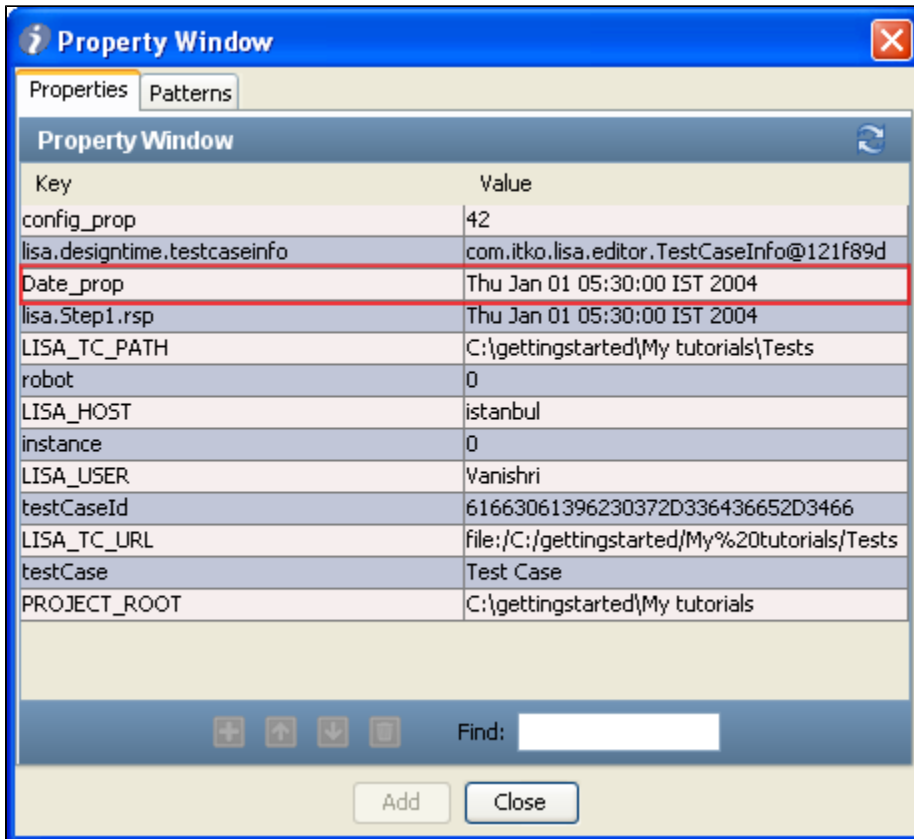 Property Window
Properties Patterns
Property Window
Key Value
config_prop 42
lisa.designtime.testcaseinfo com.itko.lisa.editor.TestCaseInfo@121f89d
Date_prop Thu Jan 01 05:30:00 IST 2004
lisa.Step1.rsp Thu Jan 01 05:30:00 IST 2004
LISA_TC_PATH C:\gettingstarted\My tutorials\Tests
robot 0
LISA_HOST istanbul
instance 0
LISA_USER Vanishri
testCaseId 61663061396230372D336436652D3466
LISA_TC_URL file:/C:/gettingstarted/My%20tutorials/Tests
testCase Test Case
PROJECT_ROOT C:\gettingstarted\My tutorials
Find:
Add Close